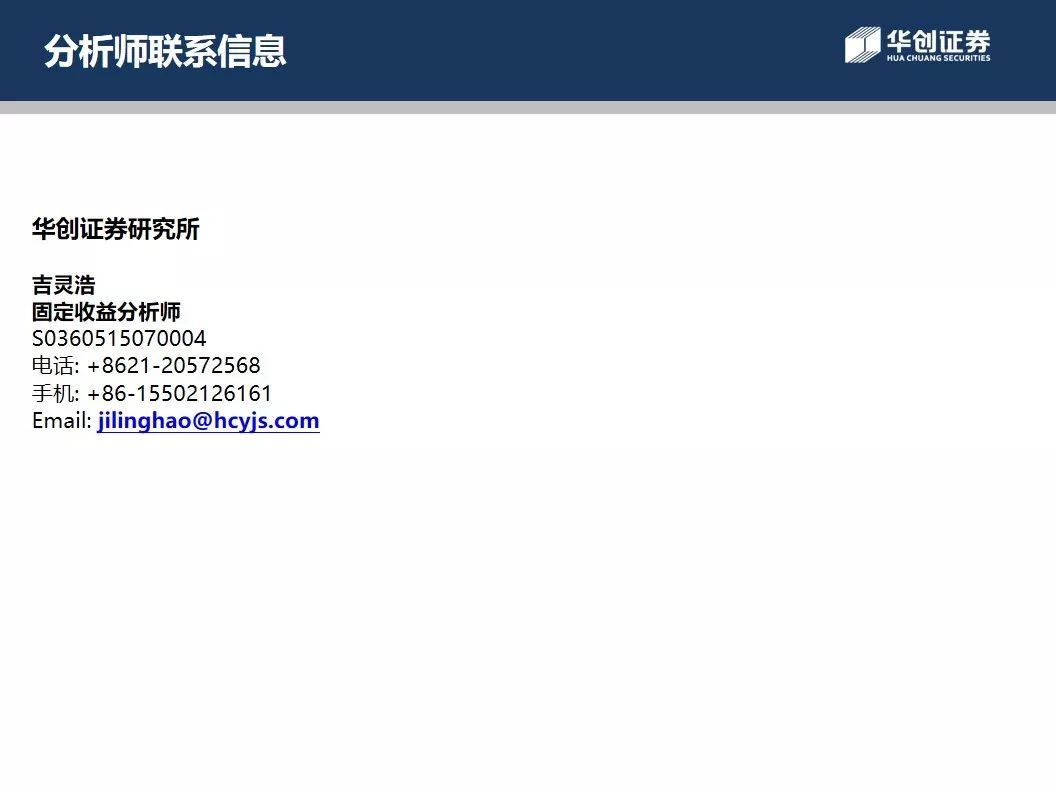 分析师联系信息
华创证券
HUA CHUANG SECURITIES
华创证券研究所
吉灵浩
固定收益分析师
S0360515070004
电话: +8621-20572568
手机: +86-15502126161
Email: jilinghao@hcyjs.com